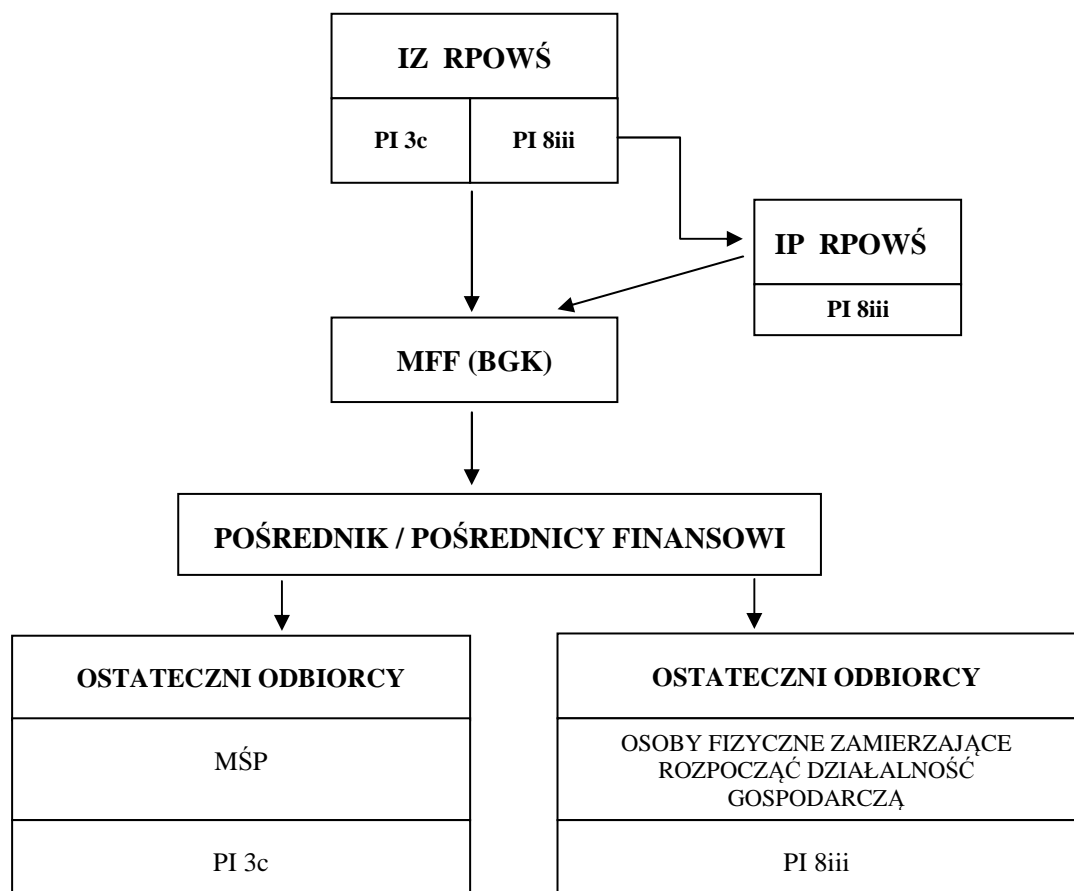 IZ RPOWŚ
PI 3c
PI 8iii
IP RPOWŚ
PI 8iii
MFF (BGK)
POŚREDNIK / POŚREDNICY FINANSOWI
OSTATECZNI ODBIORCY
MŚP
PI 3c
OSTATECZNI ODBIORCY
OSOBY FIZYCZNE ZAMIERZAJĄCE
ROZPOCZĄĆ DZIAŁALNOŚĆ
GOSPODARCZĄ
PI 8iii